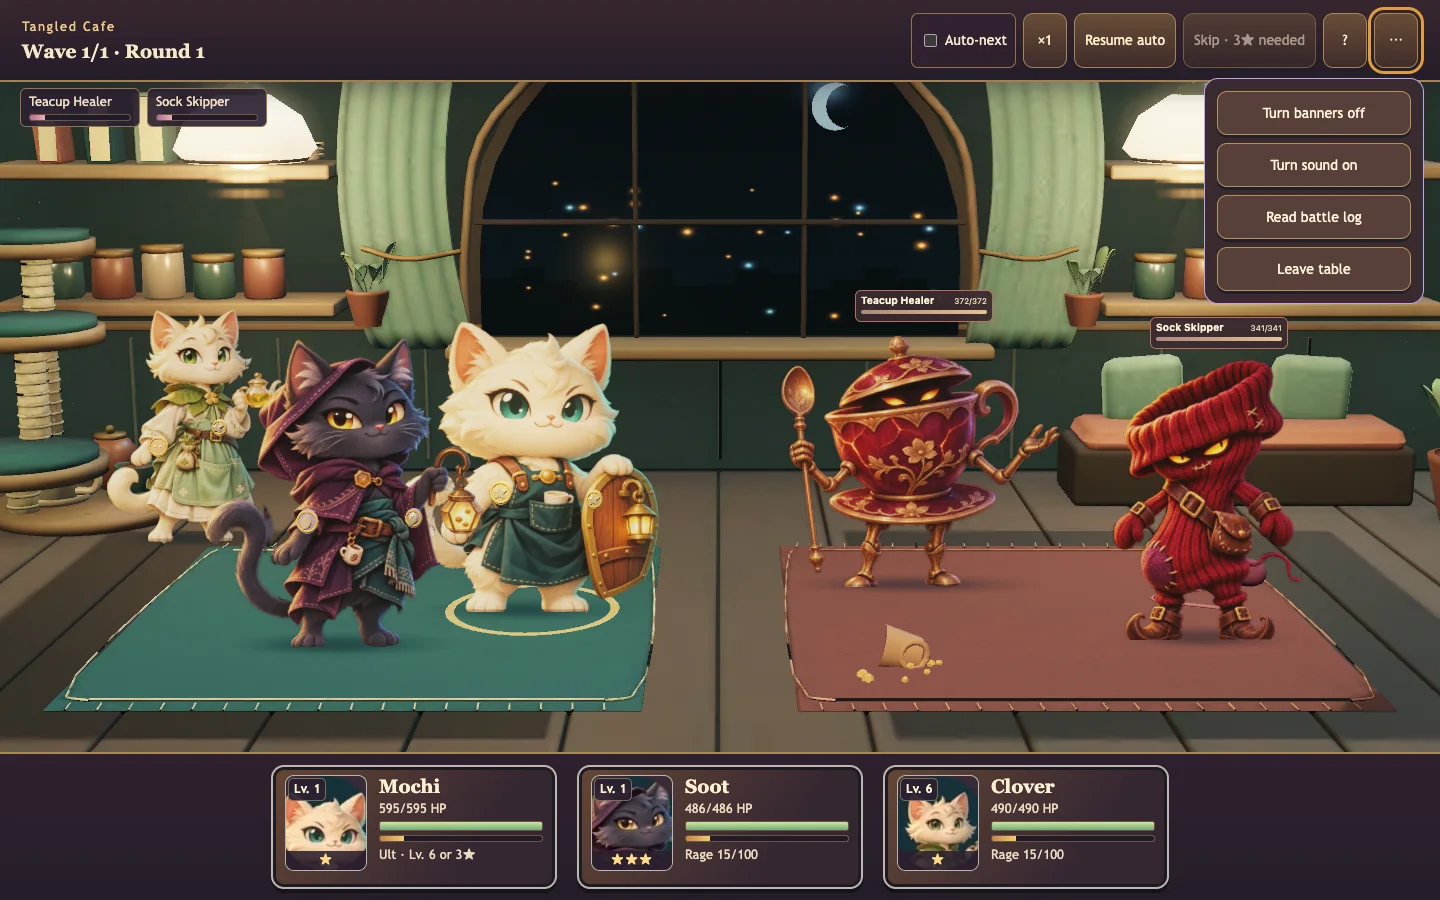 Tangled Cafe
Wave 1/1 · Round 1
Auto-next
×1
Resume auto
Skip · 3★ needed
?
...
Teacup Healer
Sock Skipper
Turn banners off
Turn sound on
Read battle log
Leave table
Teacup Healer 372/372
Sock Skipper 341/341
Lv. 1
Mochi
595/595 HP
Ult · Lv. 6 or 3★
Lv. 1
Soot
486/486 HP
Rage 15/100
Lv. 6
Clover
490/490 HP
Rage 15/100